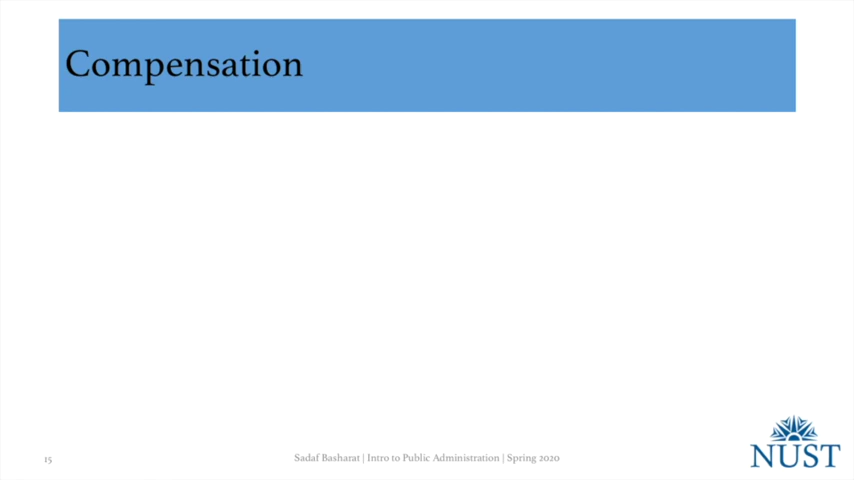 Compensation
15
Sadaf Basharat | Intro to Public Administration | Spring 2020
NUST